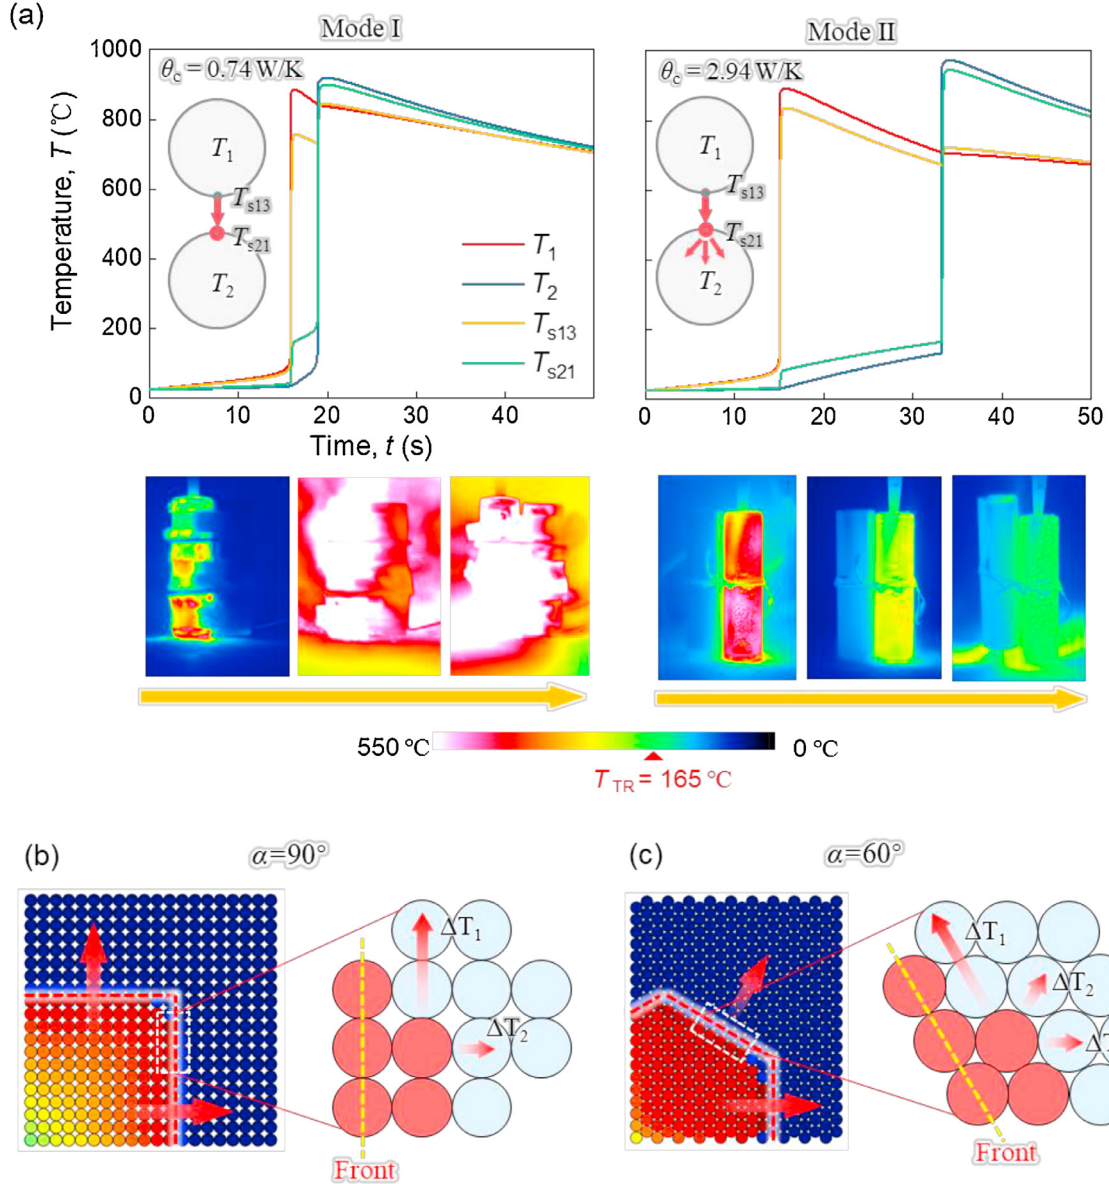 (a)
Mode I
Mode II
1000
800
600
400
200
0
Temperature, T (℃)
θc = 0.74 W/K
T1
Ts13
Ts21
T2
T1
T2
Ts13
Ts21
0
20
40
10
Time, t (s)
θc = 2.94 W/K
T1
Ts13
Ts21
T2
0
10
20
30
40
50
550 ℃
0 ℃
TTR = 165 ℃
(b)
α=90°
ΔT1
ΔT2
Front
(c)
α=60°
ΔT1
ΔT2
ΔT
Front